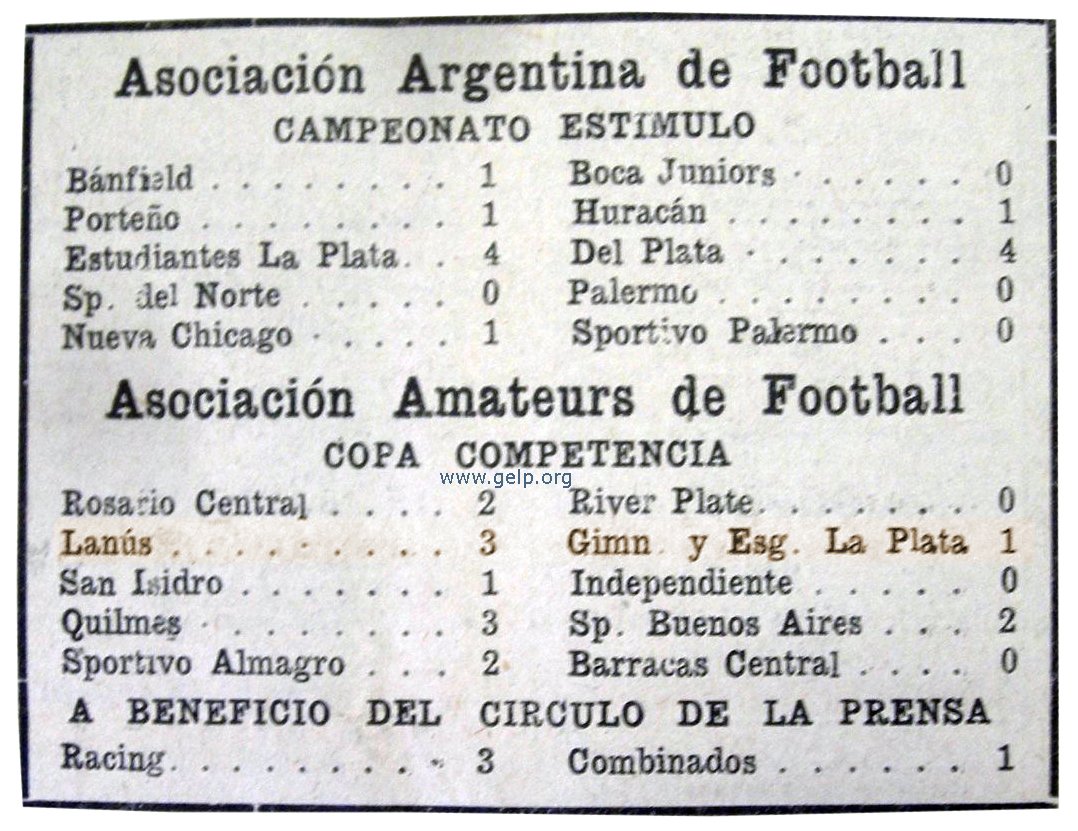 Asociación Argentina de Football
CAMPEONATO ESTIMULO
Bánfield . . . . . . . . 1 Boca Juniors . . . . . . 0
Porteño . . . . . . . . 1 Huracán . . . . . . . . 1
Estudiantes La Plata. . 4 Del Plata . . . . . . . 4
Sp. del Norte . . . . . 0 Palermo . . . . . . . . 0
Nueva Chicago . . . . . 1 Sportivo Palermo . . . 0
Asociación Amateurs de Football
COPA COMPETENCIA
www.gelp.org
Rosario Central . . . . 2 River Plate. . . . . . . 0
Lanús . . . . . . . . . 3 Gimn. y Esg. La Plata 1
San Isidro . . . . . . . 1 Independiente . . . . . 0
Quilmes . . . . . . . . 3 Sp. Buenos Aires . . . 2
Sportivo Almagro . . . 2 Barracas Central . . . . 0
A BENEFICIO DEL CIRCULO DE LA PRENSA
Racing. . . . . . . . . 3 Combinados . . . . . . 1